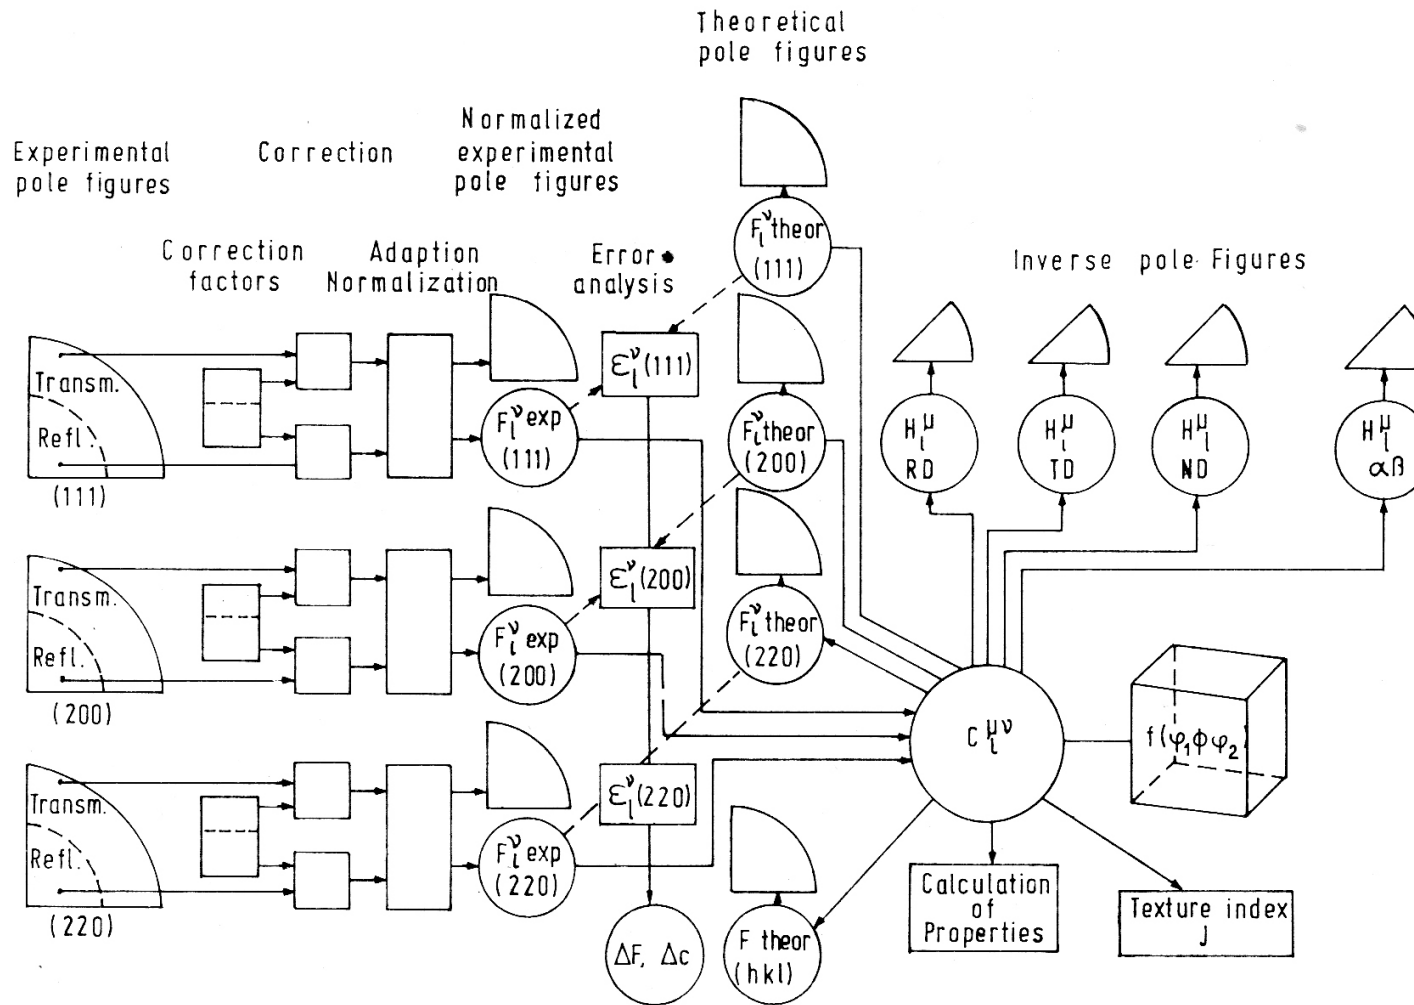 Theoretical
pole figures
Normalized
experimental
pole figures
Experimental
pole figures
Correction
Correction
factors
Adaption
Normalization
Error
analysis
Inverse pole Figures
F_l^ν theor
(111)
Transm.
Refl.
(111)
F_l^ν exp
(111)
ε_l^ν(111)
F_l^ν theor
(200)
H_l^μ
RD
H_l^μ
TD
H_l^μ
ND
H_l^μ
αβ
Transm.
Refl.
(200)
F_l^ν exp
(200)
ε_l^ν(200)
F_l^ν theor
(220)
C_l^μν
f(φ₁ϕφ₂)
Transm.
Refl.
(220)
F_l^ν exp
(220)
ε_l^ν(220)
ΔF, Δc
F theor
(hkl)
Calculation
of
Properties
Texture index
J